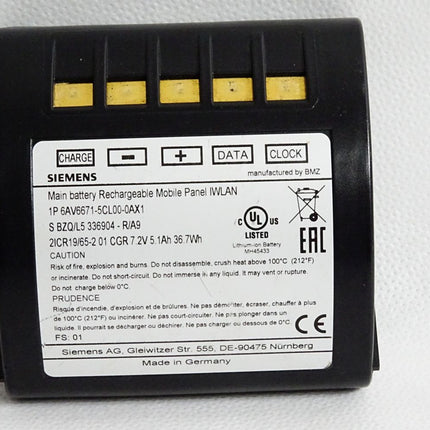 CHARGE - + DATA CLOCK
SIEMENS manufactured by BMZ
Main battery Rechargeable Mobile Panel IWLAN
1P 6AV6671-5CL00-0AX1
S BZQ/L5 336904 - R/A9
2ICR19/65-2 01 CGR 7.2V 5.1Ah 36.7Wh
c UL us
LISTED
Lithium-ion Battery
MH45433
EAC
CAUTION
Risk of fire, explosion and burns. Do not disassemble, crush heat above 100°C (212°F)
or incinerate. Do not short-circuit. Do not immerse in any liquid. It may vent or rupture.
Do not charge below 0°C.
PRUDENCE
Risque d'incendie, d'explosion et de brûlures. Ne pas démonter, écraser, chauffer à plus
de 100°C (212°F) ou incinérer. Ne pas court-circuiter. Ne pas plonger dans un
liquide. Il pourrait se décharger ou déchirer. Ne pas charger au dessous de 0°C.
FS: 01
CE
Siemens AG, Gleiwitzer Str. 555, DE-90475 Nürnberg
Made in Germany